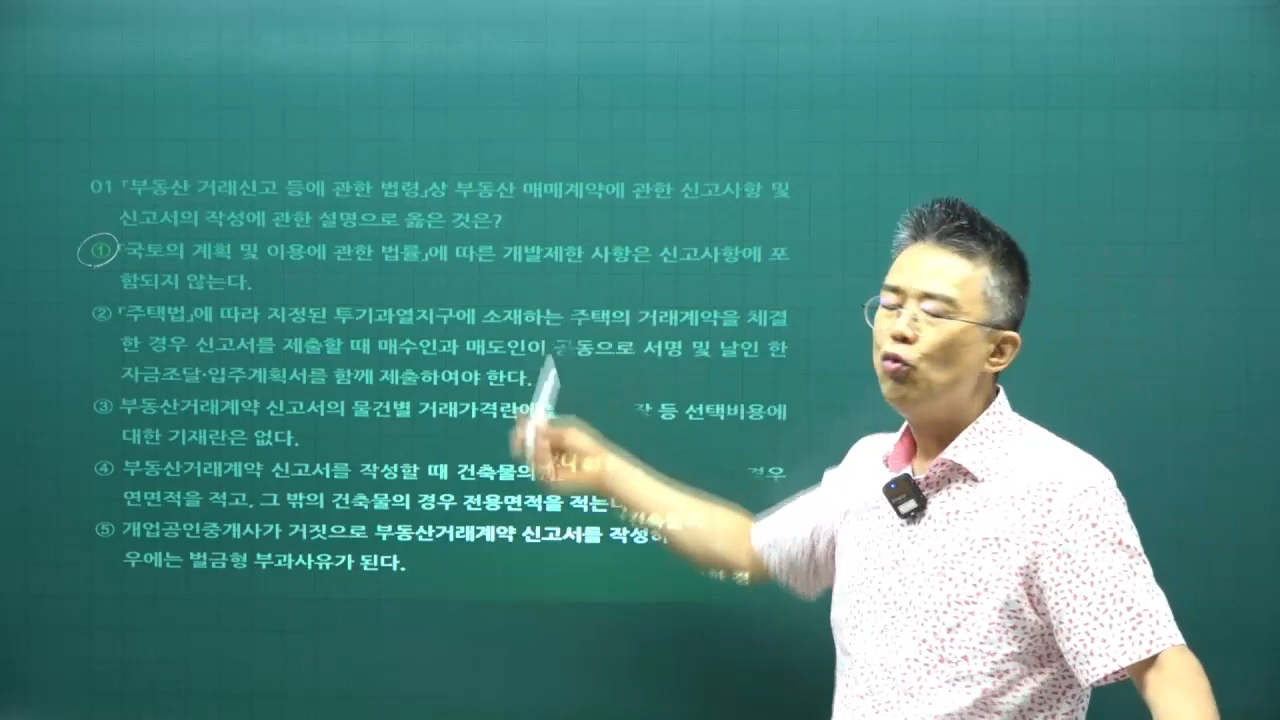 01 「부동산 거래신고 등에 관한 법령」상 부동산 매매계약에 관한 신고사항 및
신고서의 작성에 관한 설명으로 옳은 것은?
① 「국토의 계획 및 이용에 관한 법률」에 따른 개발제한 사항은 신고사항에 포
함되지 않는다.
② 「주택법」에 따라 지정된 투기과열지구에 소재하는 주택의 거래계약을 체결
한 경우 신고서를 제출할 때 매수인과 매도인이 공동으로 서명 및 날인 한
자금조달·입주계획서를 함께 제출하여야 한다.
③ 부동산거래계약 신고서의 물건별 거래가격란에 등 선택비용에
대한 기재란은 없다.
④ 부동산거래계약 신고서를 작성할 때 건축물의 경우
연면적을 적고, 그 밖의 건축물의 경우 전용면적을 적는다
⑤ 개업공인중개사가 거짓으로 부동산거래계약 신고서를 작성하
우에는 벌금형 부과사유가 된다.